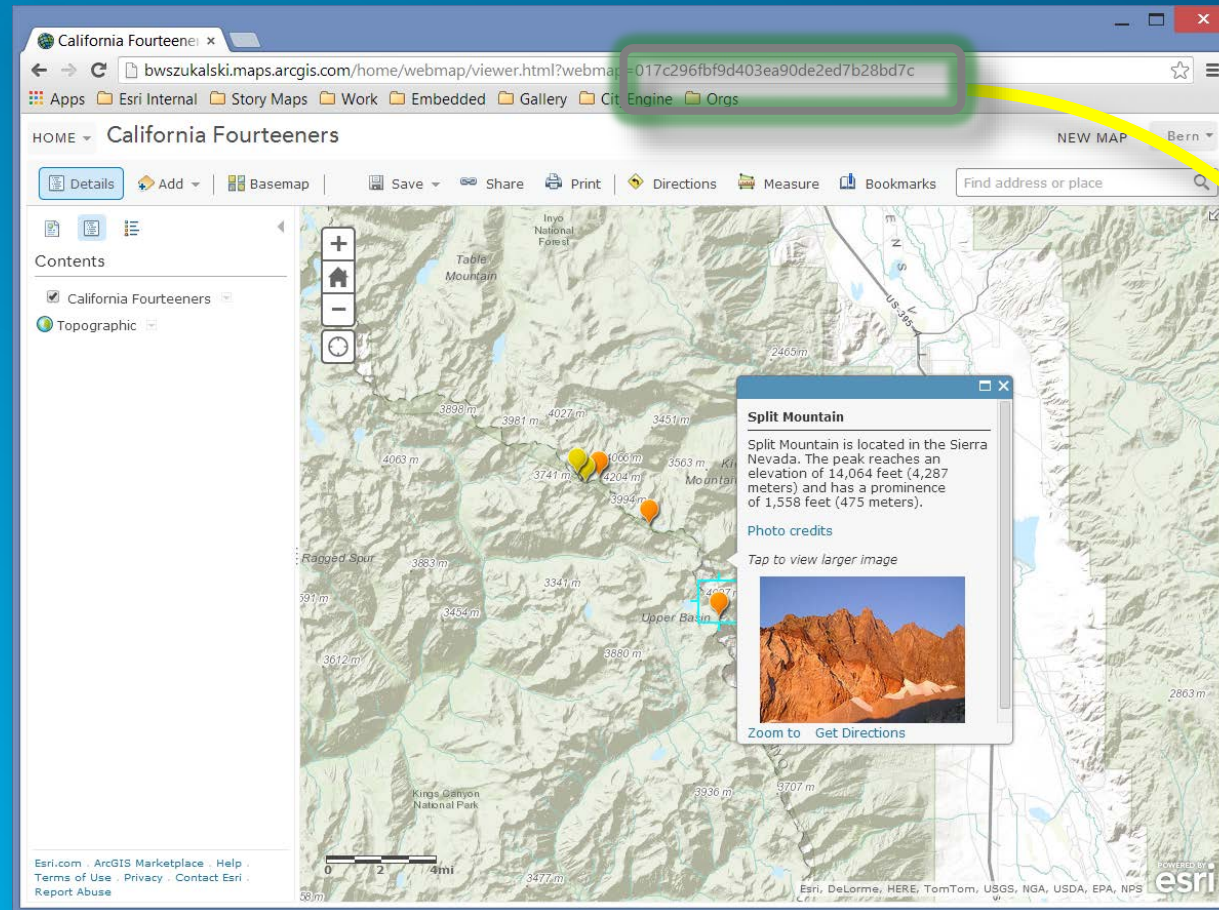 California Fourteener
bwszukalski.maps.arcgis.com/home/webmap/viewer.html?webmap=017c296fbf9d403ea90de2ed7b28bd7c
Apps Esri Internal Story Maps Work Embedded Gallery City Engine Orgs
HOME California Fourteeners NEW MAP Bern
Details Add Basemap Save Share Print Directions Measure Bookmarks Find address or place
Contents
California Fourteeners
Topographic
Inyo
National
Forest
Table
Mountain
US-395
2465m
3898 m
3981 m
4027 m
3451 m
4063 m
4066 m
3741 m
4204 m
3563 m
3994 m
Ragged Spur
3883 m
3341 m
3454 m
Upper Basin
3880 m
3612 m
2863 m
Split Mountain
Split Mountain is located in the Sierra
Nevada. The peak reaches an
elevation of 14,064 feet (4,287
meters) and has a prominence
of 1,558 feet (475 meters).
Photo credits
Tap to view larger image
Zoom to Get Directions
Kings Canyon
National Park
3936 m
3707 m
3477 m
0 2 4mi
Esri.com . ArcGIS Marketplace . Help .
Terms of Use . Privacy . Contact Esri .
Report Abuse
Esri, DeLorme, HERE, TomTom, USGS, NGA, USDA, EPA, NPS
POWERED BY
esri